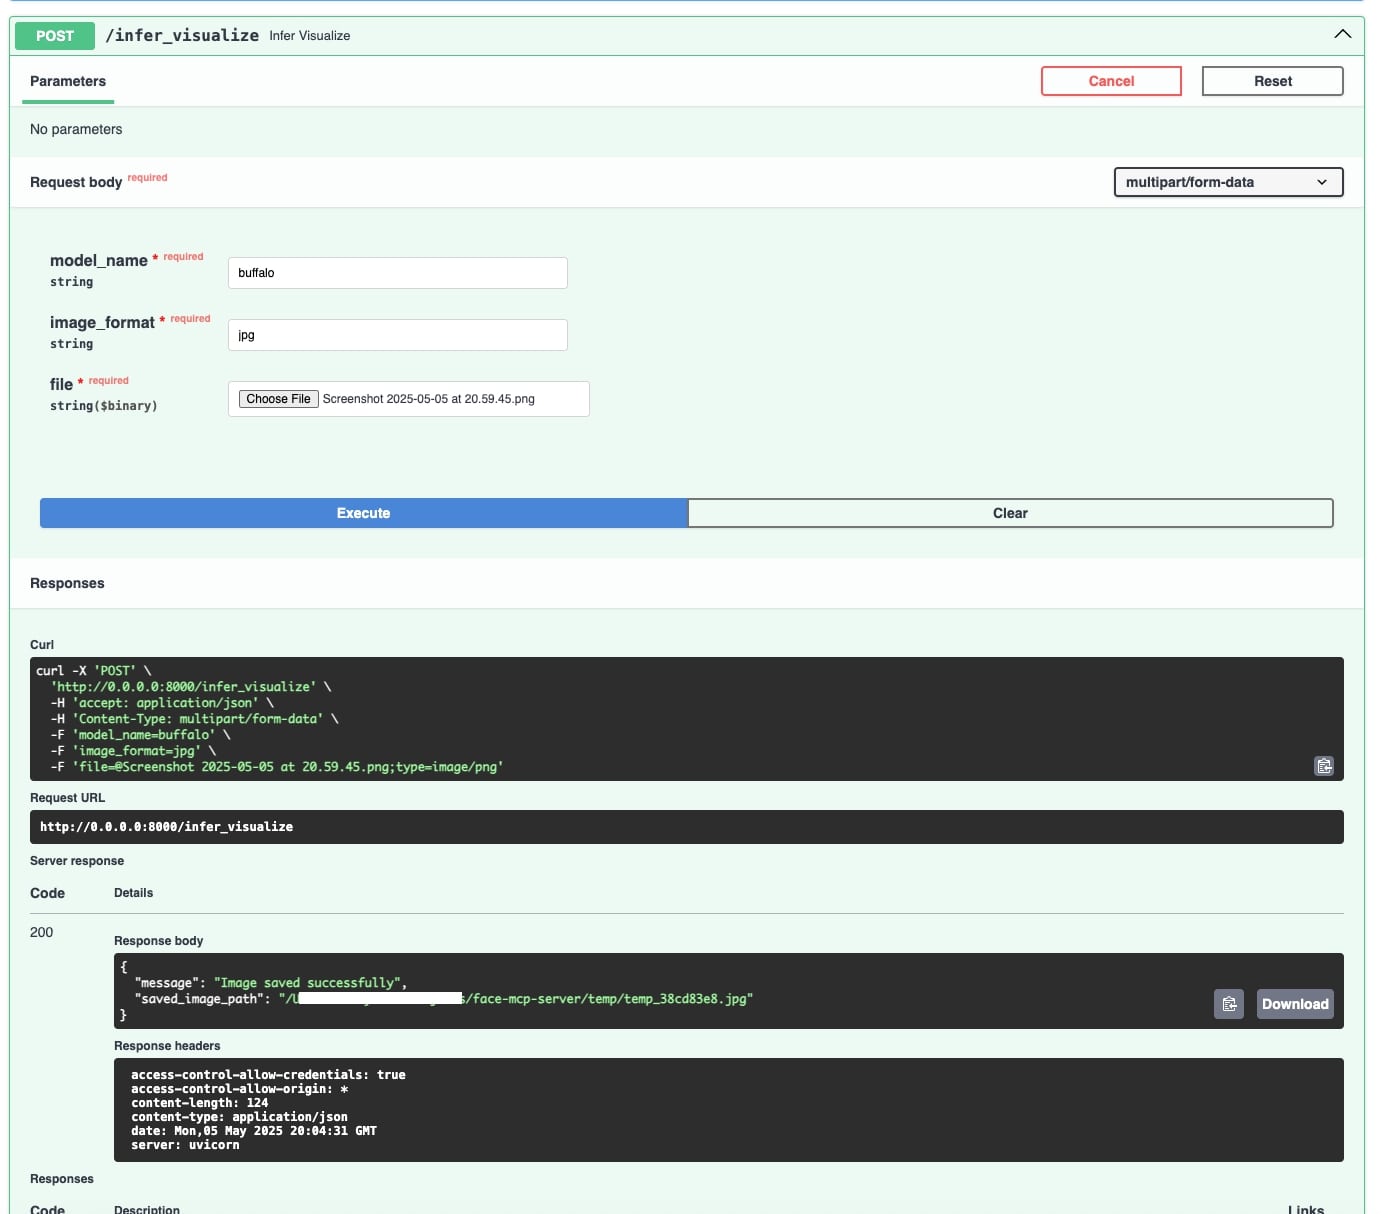 POST /infer_visualize Infer Visualize
Parameters
Cancel
Reset
No parameters
Request body required
multipart/form-data
model_name * required
string
buffalo
image_format * required
string
jpg
file * required
string($binary)
Choose File Screenshot 2025-05-05 at 20.59.45.png
Execute
Clear
Responses
Curl
curl -X 'POST' \
'http://0.0.0.0:8000/infer_visualize' \
-H 'accept: application/json' \
-H 'Content-Type: multipart/form-data' \
-F 'model_name=buffalo' \
-F 'image_format=jpg' \
-F 'file=@Screenshot 2025-05-05 at 20.59.45.png;type=image/png'
Request URL
http://0.0.0.0:8000/infer_visualize
Server response
Code Details
200
Response body
{
"message": "Image saved successfully",
"saved_image_path": "/U s/face-mcp-server/temp/temp_38cd83e8.jpg"
}
Download
Response headers
access-control-allow-credentials: true
access-control-allow-origin: *
content-length: 124
content-type: application/json
date: Mon,05 May 2025 20:04:31 GMT
server: uvicorn
Responses
Code Description Links